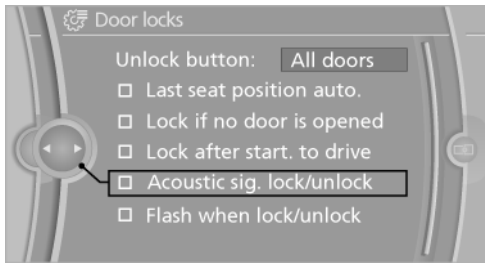 Door locks
Unlock button: All doors
Last seat position auto.
Lock if no door is opened
Lock after start. to drive
Acoustic sig. lock/unlock
Flash when lock/unlock